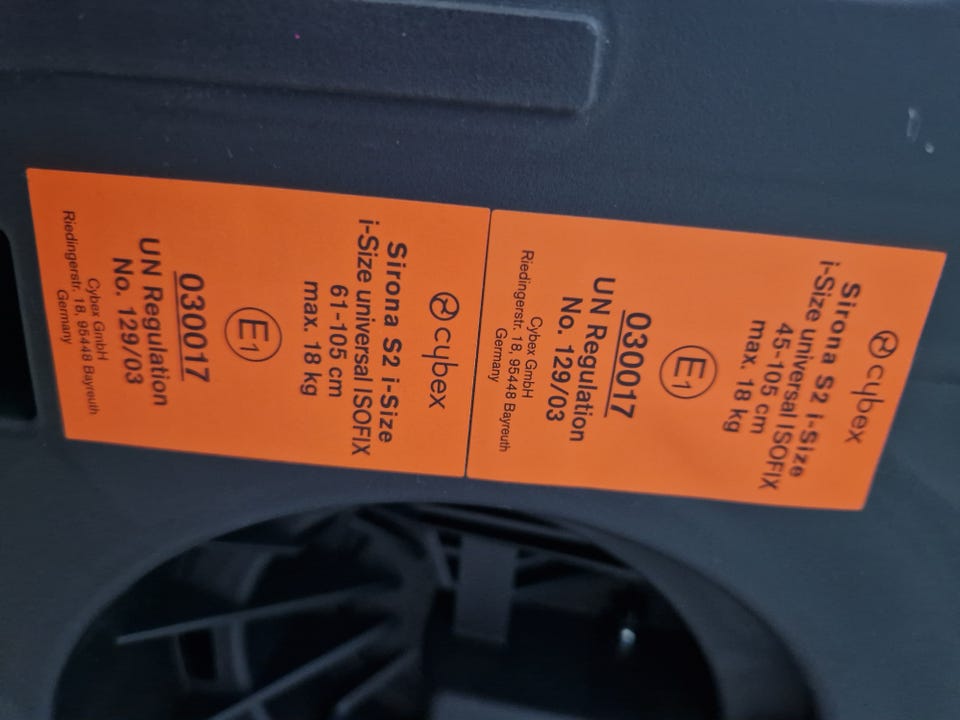 cybex
Sirona S2 i-Size
i-Size universal ISOFIX
45-105 cm
max. 18 kg
E1
030017
UN Regulation
No. 129/03
Cybex GmbH
Riedingerstr. 18, 95448 Bayreuth
Germany
cybex
Sirona S2 i-Size
i-Size universal ISOFIX
61-105 cm
max. 18 kg
E1
030017
UN Regulation
No. 129/03
Cybex GmbH
Riedingerstr. 18, 95448 Bayreuth
Germany